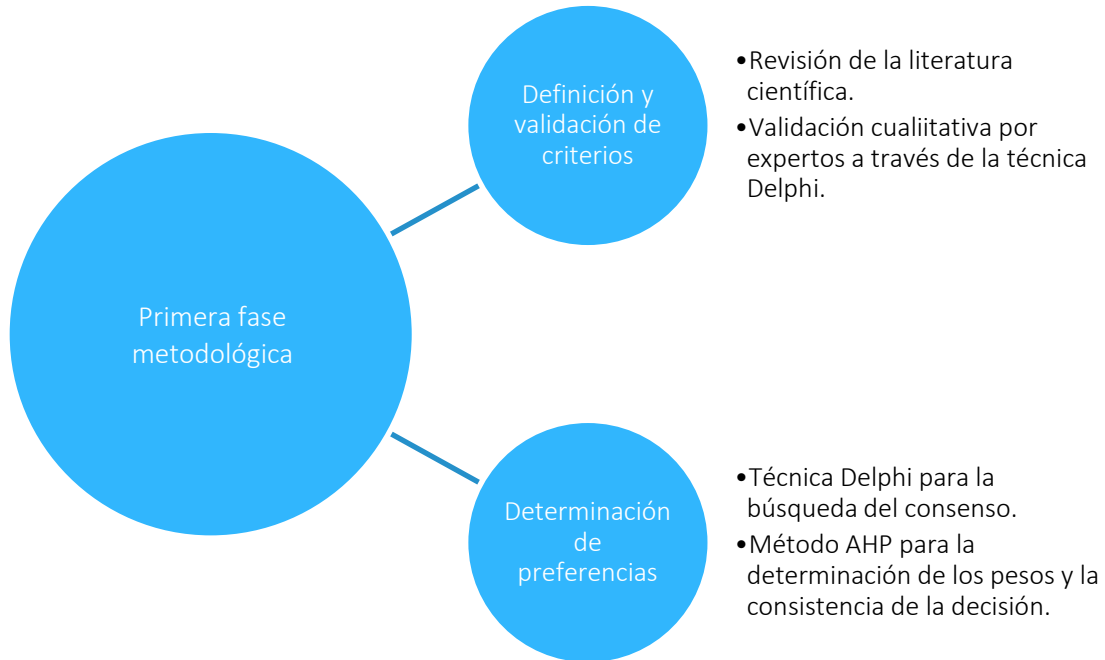 Primera fase
metodológica
Definición y
validación de
criterios
•Revisión de la literatura
científica.
•Validación cualiitativa por
expertos a través de la técnica
Delphi.
Determinación
de
preferencias
•Técnica Delphi para la
búsqueda del consenso.
•Método AHP para la
determinación de los pesos y la
consistencia de la decisión.